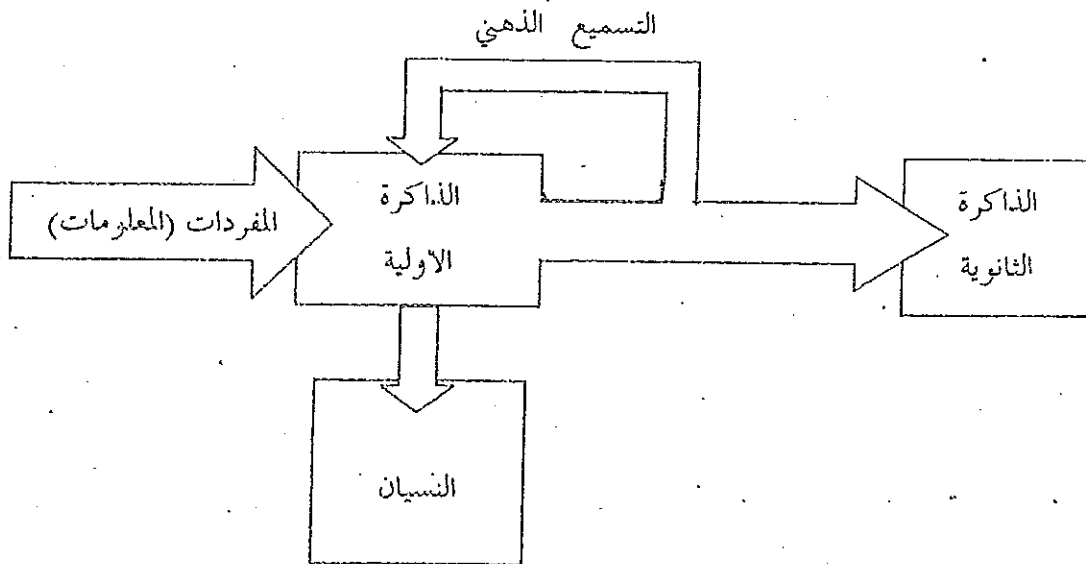 التسميع الذهني
المفردات (المعلومات)
الذاكرة
الاولية
الذاكرة
الثانوية
النسيان